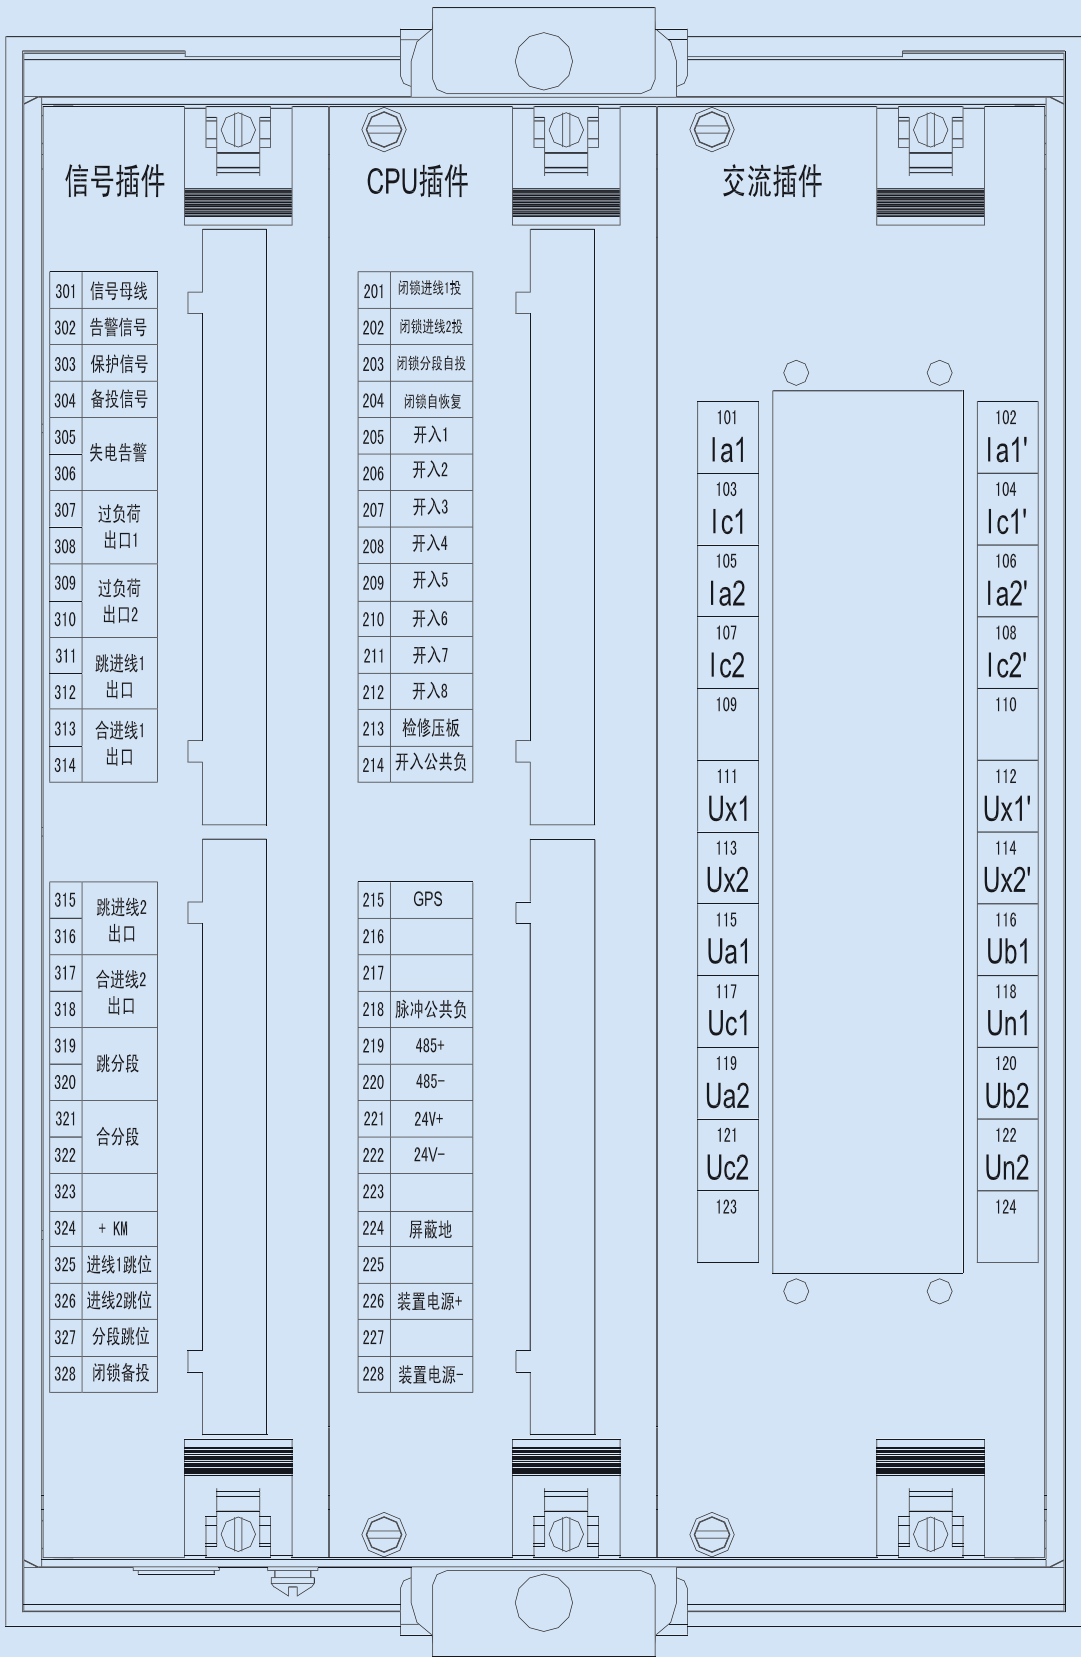 信号插件
301 信号母线
302 告警信号
303 保护信号
304 备投信号
305 失电告警
306
307 过负荷
308 出口1
309 过负荷
310 出口2
311 跳进线1
312 出口
313 合进线1
314 出口
315 跳进线2
316 出口
317 合进线2
318 出口
319 跳分段
320
321 合分段
322
323
324 + KM
325 进线1跳位
326 进线2跳位
327 分段跳位
328 闭锁备投
CPU插件
201 闭锁进线1投
202 闭锁进线2投
203 闭锁分段自投
204 闭锁自恢复
205 开入1
206 开入2
207 开入3
208 开入4
209 开入5
210 开入6
211 开入7
212 开入8
213 检修压板
214 开入公共负
215 GPS
216
217
218 脉冲公共负
219 485+
220 485-
221 24V+
222 24V-
223
224 屏蔽地
225
226 装置电源+
227
228 装置电源-
交流插件
101 102
Ia1 Ia1'
103 104
Ic1 Ic1'
105 106
Ia2 Ia2'
107 108
Ic2 Ic2'
109 110
111 112
Ux1 Ux1'
113 114
Ux2 Ux2'
115 116
Ua1 Ub1
117 118
Uc1 Un1
119 120
Ua2 Ub2
121 122
Uc2 Un2
123 124